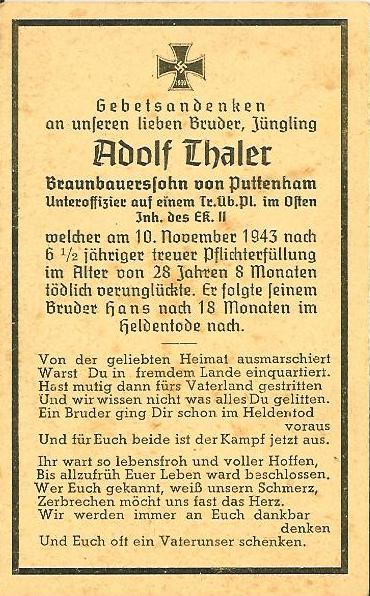 1939
Gebetsandenken
an unseren lieben Bruder, Jüngling
Adolf Thaler
Braunbauerssohn von Puttenham
Unteroffizier auf einem Tr.Üb.Pl. im Osten
Inh. des EK. II
welcher am 10. November 1943 nach
6 1/2 jähriger treuer Pflichterfüllung
im Alter von 28 Jahren 8 Monaten
tödlich verunglückte. Er folgte seinem
Bruder Hans nach 18 Monaten im
Heldentode nach.
Von der geliebten Heimat ausmarschiert
Warst Du in fremdem Lande einquartiert.
Hast mutig dann fürs Vaterland gestritten
Und wir wissen nicht was alles Du gelitten.
Ein Bruder ging Dir schon im Heldentod
voraus
Und für Euch beide ist der Kampf jetzt aus.
Ihr wart so lebensfroh und voller Hoffen,
Bis allzufrüh Euer Leben ward beschlossen.
Wer Euch gekannt, weiß unsern Schmerz,
Zerbrechen möcht uns fast das Herz.
Wir werden immer an Euch dankbar
denken
Und Euch oft ein Vaterunser schenken.